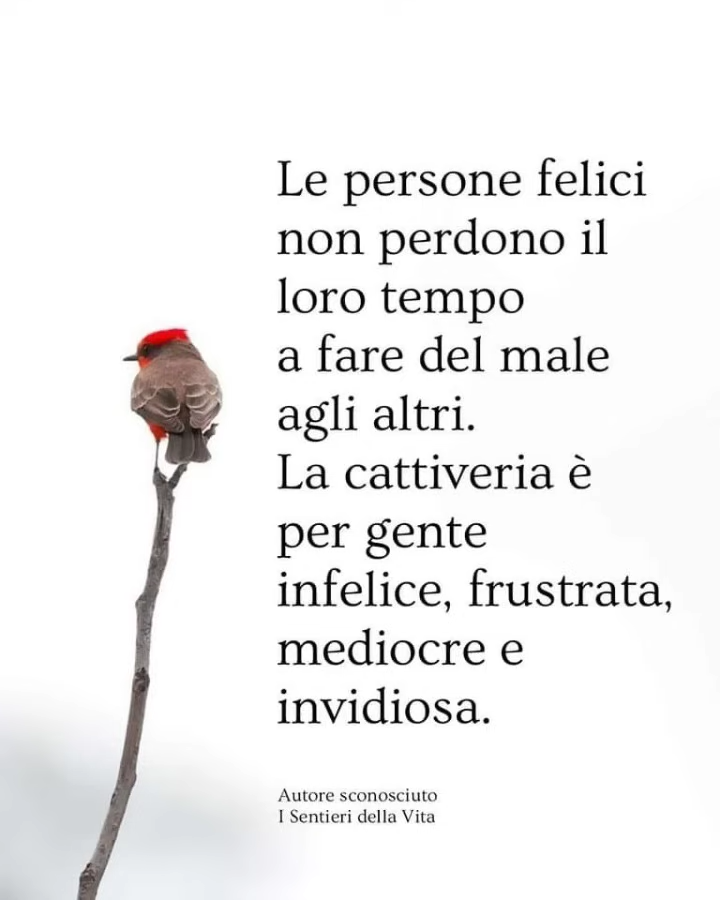 Le persone felici
non perdono il
loro tempo
a fare del male
agli altri.
La cattiveria è
per gente
infelice, frustrata,
mediocre e
invidiosa.
Autore sconosciuto
I Sentieri della Vita